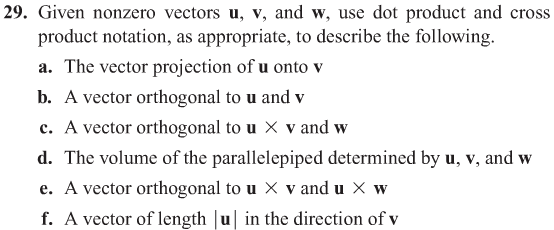 29. Given nonzero vectors u, v, and w, use dot product and cross
product notation, as appropriate, to describe the following.
a. The vector projection of u onto v
b. A vector orthogonal to u and v
c. A vector orthogonal to u × v and w
d. The volume of the parallelepiped determined by u, v, and w
e. A vector orthogonal to u × v and u × w
f. A vector of length |u| in the direction of v